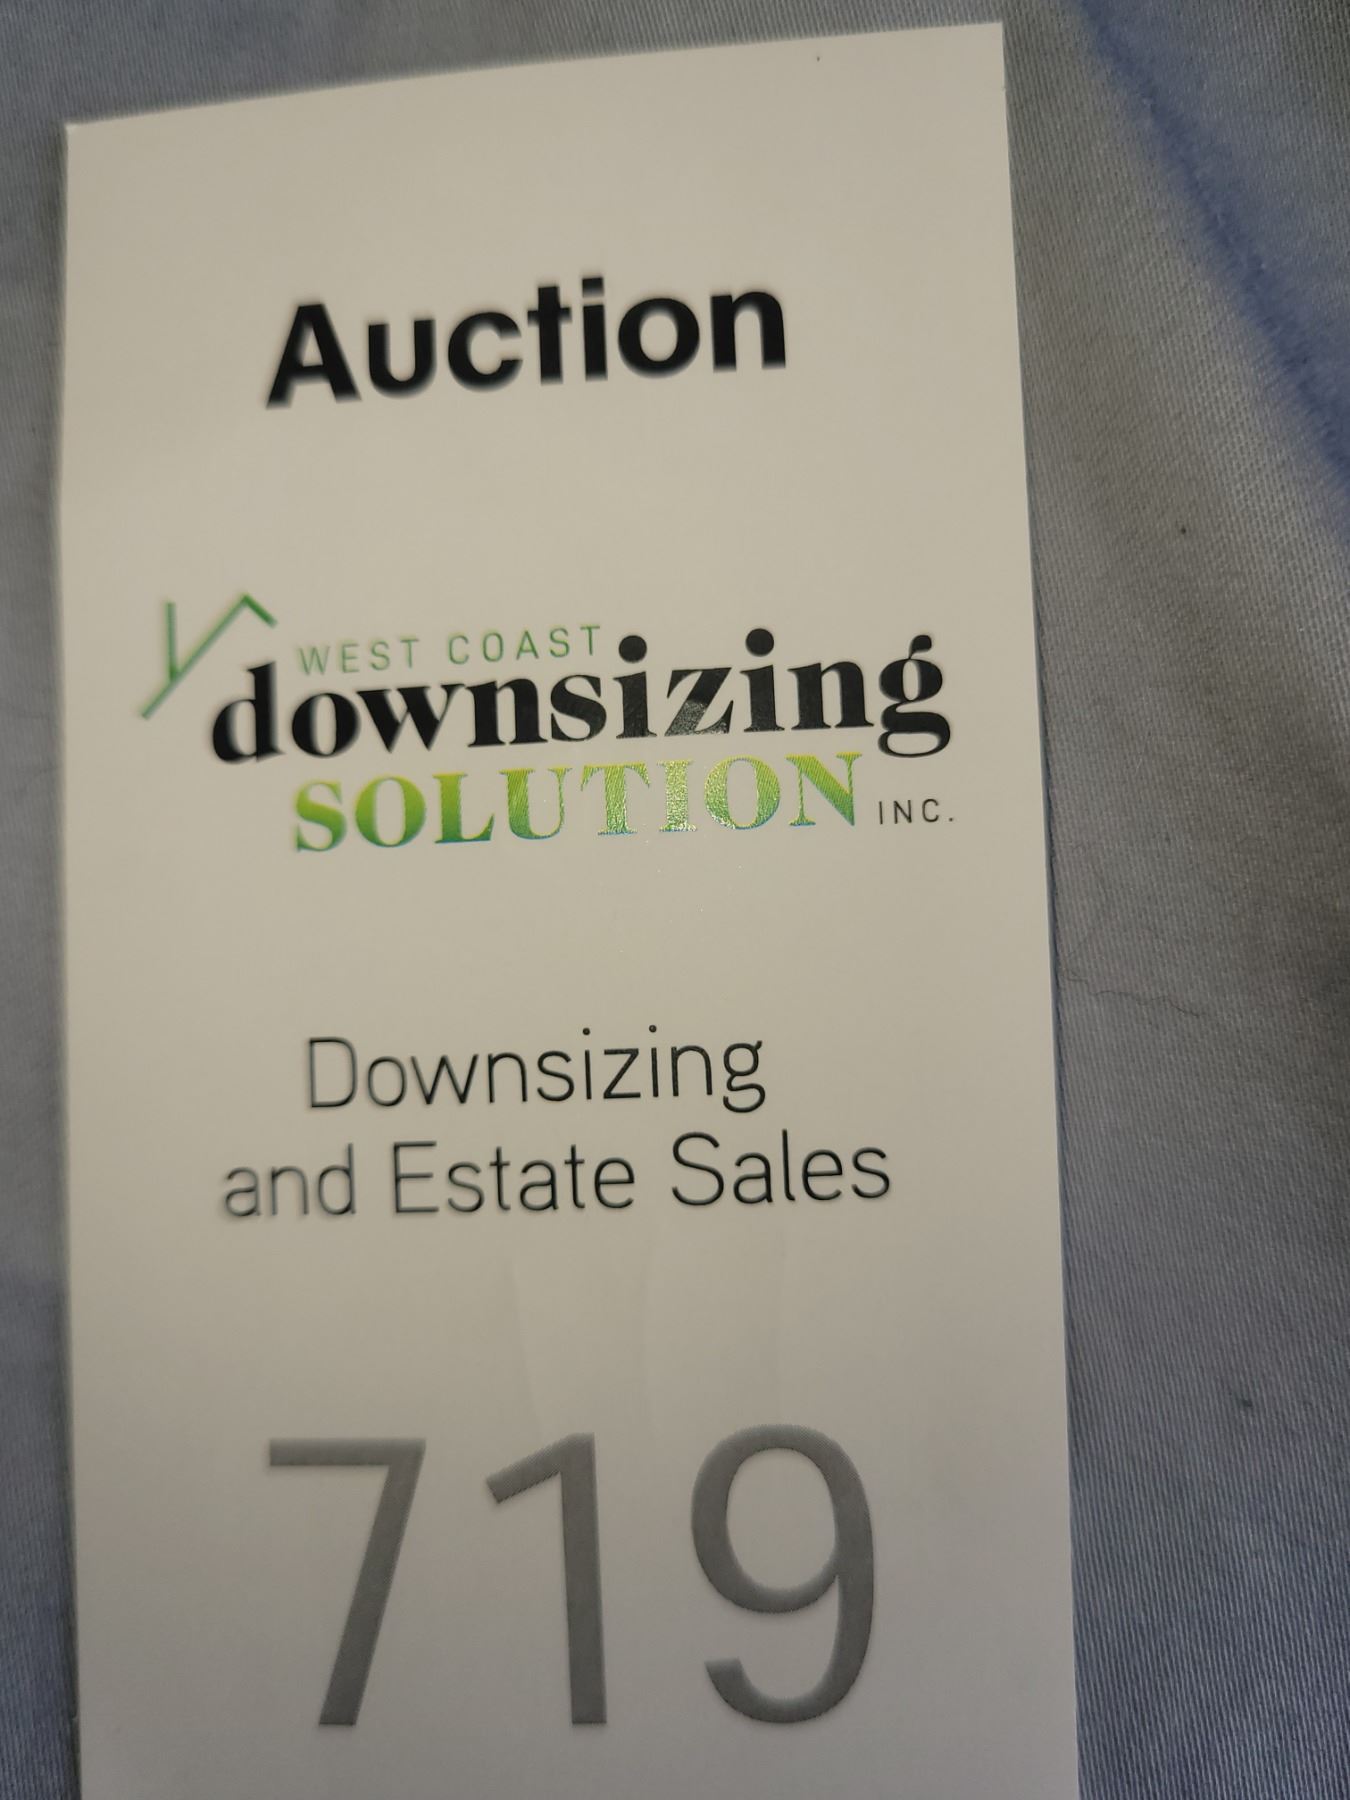 Auction
WEST COAST
downsizing
SOLUTION INC.
Downsizing
and Estate Sales
719